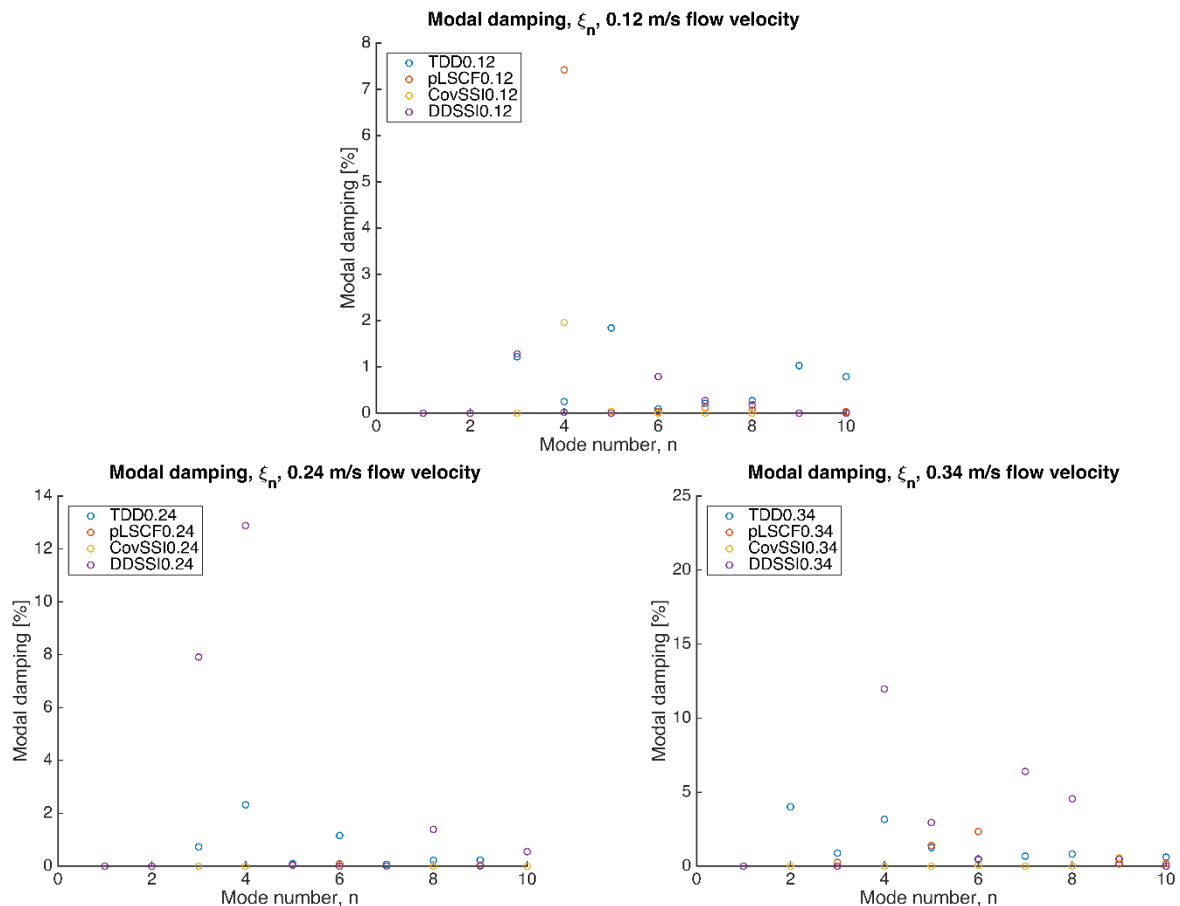 Modal damping, ξn, 0.12 m/s flow velocity
8
7
6
5
4
3
2
1
0
Modal damping [%]
TDD0.12
pLSCF0.12
CovSSI0.12
DDSSI0.12
0 2 4 6 8 10
Mode number, n
Modal damping, ξn, 0.24 m/s flow velocity
14
12
10
8
6
4
2
0
Modal damping [%]
TDD0.24
pLSCF0.24
CovSSI0.24
DDSSI0.24
0 2 4 6 8 10
Mode number, n
Modal damping, ξn, 0.34 m/s flow velocity
25
20
15
10
5
0
Modal damping [%]
TDD0.34
pLSCF0.34
CovSSI0.34
DDSSI0.34
0 2 4 6 8 10
Mode number, n